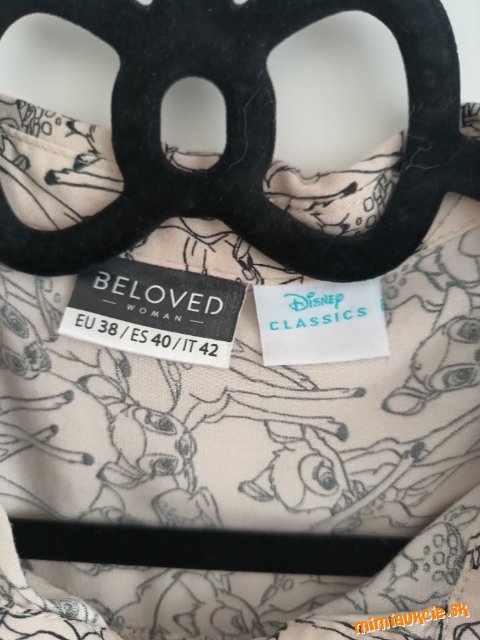 BELOVED
WOMAN
EU 38 / ES 40 / IT 42
Disney
CLASSICS
mimiaukcie.sk